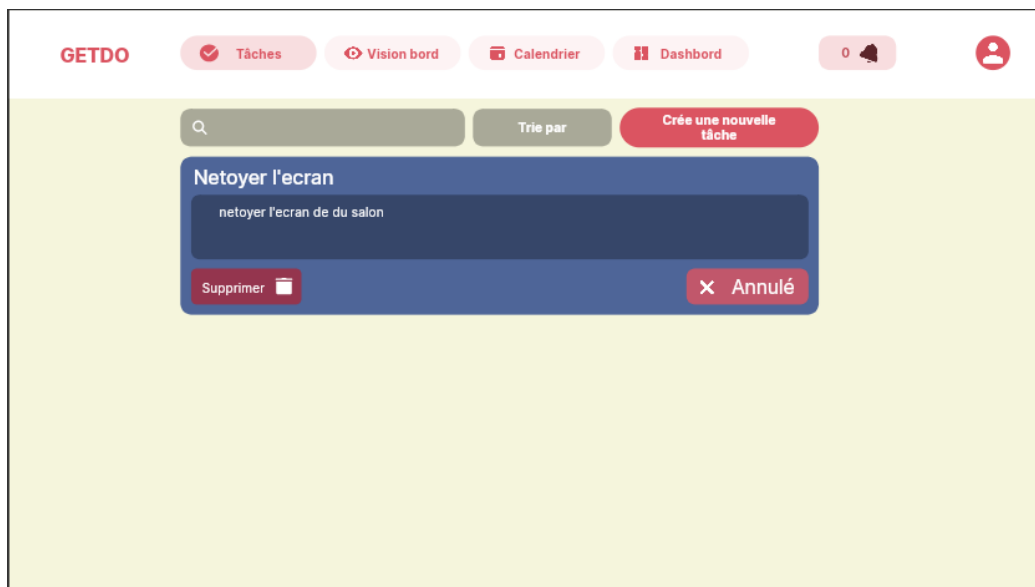 GETDO
Tâches
Vision bord
Calendrier
Dashbord
0
Trie par
Crée une nouvelle
tâche
Netoyer l'ecran
netoyer l'ecran de du salon
Supprimer
Annulé